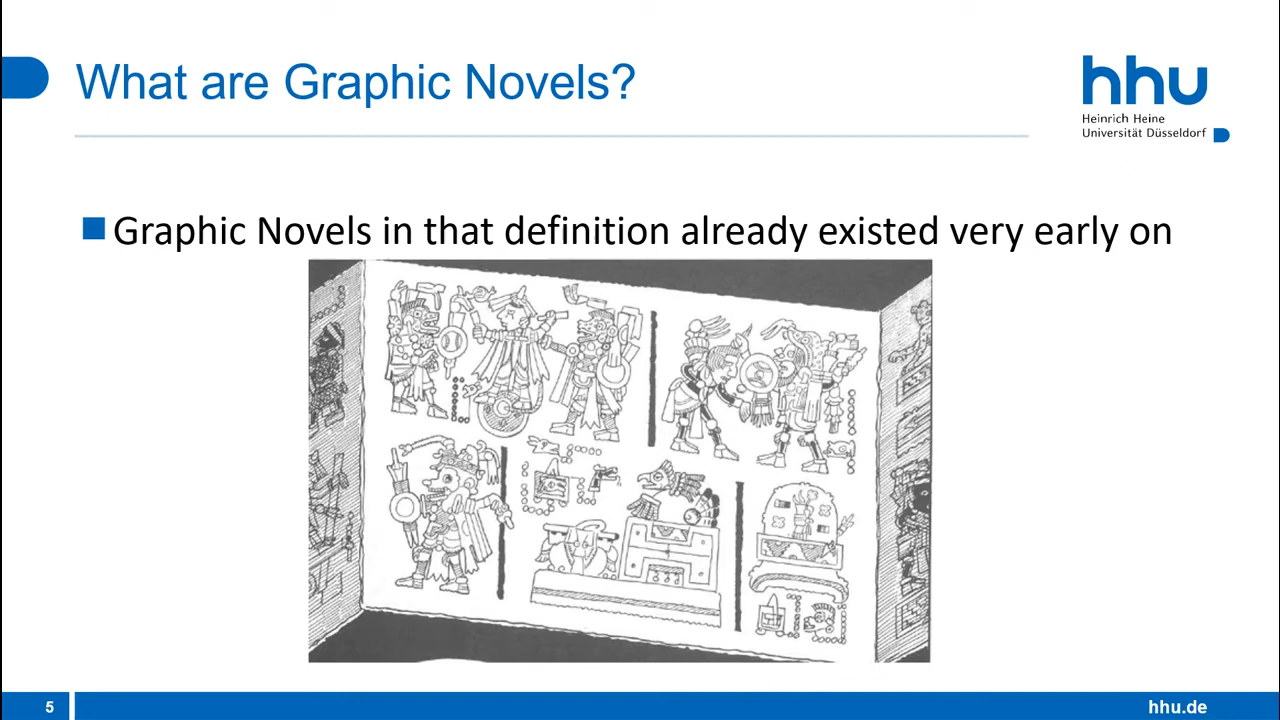 What are Graphic Novels?
hhu
Heinrich Heine
Universität Düsseldorf
Graphic Novels in that definition already existed very early on
5
hhu.de